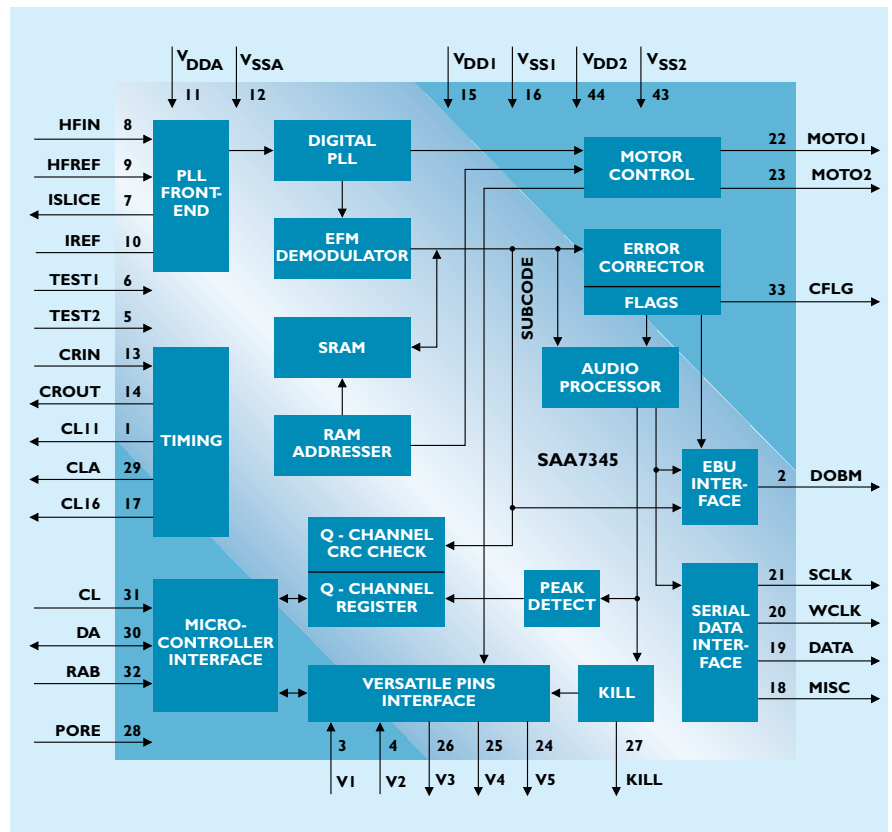 VDDA
11
VSSA
12
VDD1
15
VSS1
16
VDD2
44
VSS2
43
HFIN 8
HFREF 9
ISLICE 7
IREF 10
TEST1 6
TEST2 5
CRIN 13
CROUT 14
CL11 1
CLA 29
CL16 17
CL 31
DA 30
RAB 32
PORE 28
PLL
FRONT-
END
DIGITAL
PLL
EFM
DEMODULATOR
SRAM
RAM
ADDRESSER
TIMING
SUBCODE
MOTOR
CONTROL
22 MOTO1
23 MOTO2
ERROR
CORRECTOR
FLAGS
33 CFLG
AUDIO
PROCESSOR
SAA7345
EBU
INTER-
FACE
2 DOBM
Q - CHANNEL
CRC CHECK
Q - CHANNEL
REGISTER
PEAK
DETECT
MICRO-
CONTROLLER
INTERFACE
SERIAL
DATA
INTER-
FACE
21 SCLK
20 WCLK
19 DATA
18 MISC
VERSATILE PINS
INTERFACE
KILL
3
4
26
25
24
27
V1
V2
V3
V4
V5
KILL